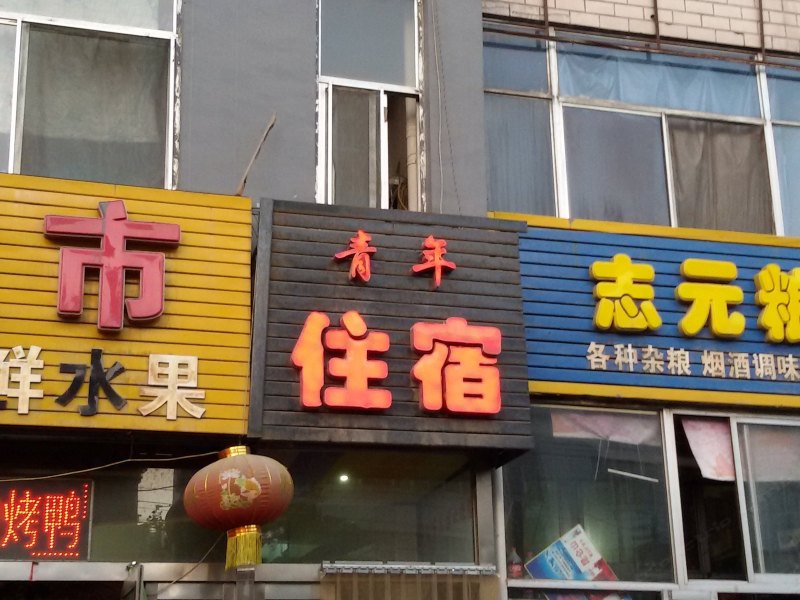 市
鲜水果
烤鸭
青年
住宿
志元粮
各种杂粮 烟酒调味